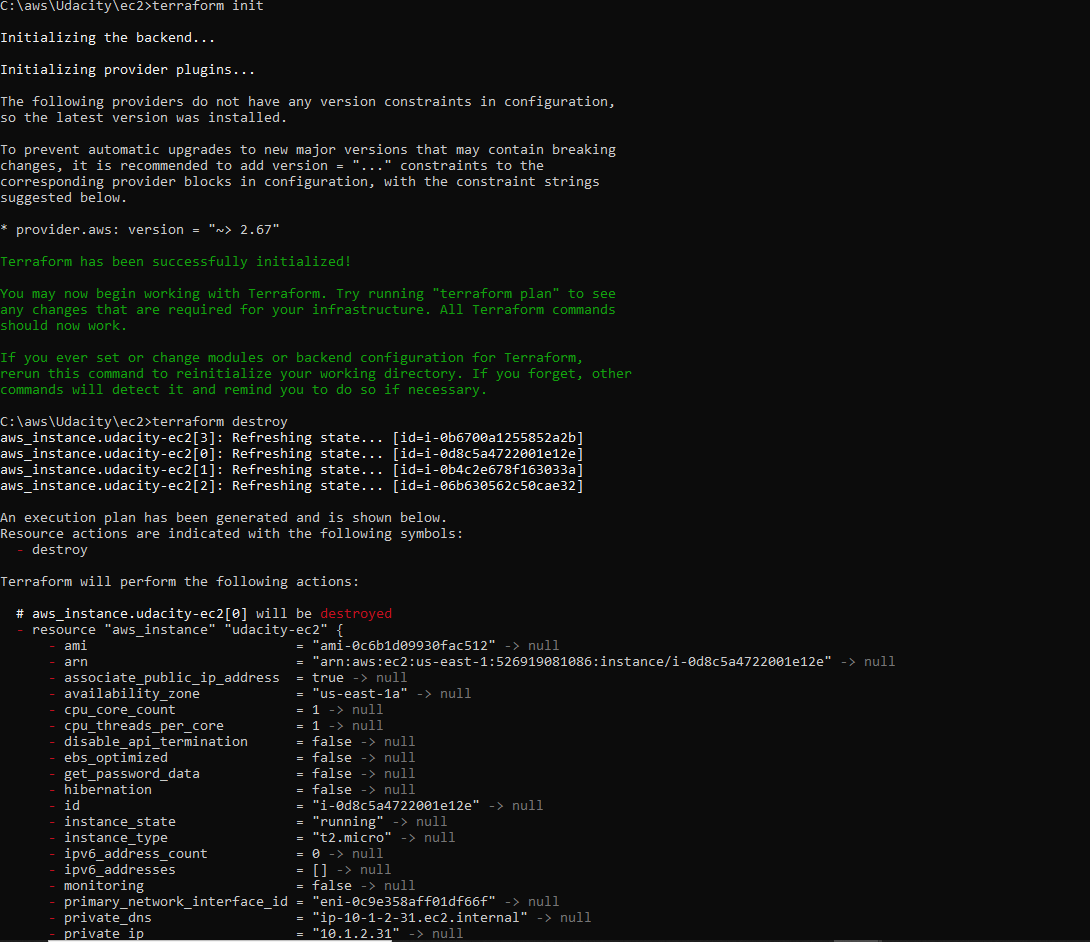 C:\aws\Udacity\ec2>terraform init
Initializing the backend...
Initializing provider plugins...
The following providers do not have any version constraints in configuration,
so the latest version was installed.
To prevent automatic upgrades to new major versions that may contain breaking
changes, it is recommended to add version = "..." constraints to the
corresponding provider blocks in configuration, with the constraint strings
suggested below.
* provider.aws: version = "~> 2.67"
Terraform has been successfully initialized!
You may now begin working with Terraform. Try running "terraform plan" to see
any changes that are required for your infrastructure. All Terraform commands
should now work.
If you ever set or change modules or backend configuration for Terraform,
rerun this command to reinitialize your working directory. If you forget, other
commands will detect it and remind you to do so if necessary.
C:\aws\Udacity\ec2>terraform destroy
aws_instance.udacity-ec2[3]: Refreshing state... [id=i-0b6700a1255852a2b]
aws_instance.udacity-ec2[0]: Refreshing state... [id=i-0d8c5a4722001e12e]
aws_instance.udacity-ec2[1]: Refreshing state... [id=i-0b4c2e678f163033a]
aws_instance.udacity-ec2[2]: Refreshing state... [id=i-06b630562c50cae32]
An execution plan has been generated and is shown below.
Resource actions are indicated with the following symbols:
  - destroy
Terraform will perform the following actions:
  # aws_instance.udacity-ec2[0] will be destroyed
  - resource "aws_instance" "udacity-ec2" {
      - ami                          = "ami-0c6b1d09930fac512" -> null
      - arn                          = "arn:aws:ec2:us-east-1:526919081086:instance/i-0d8c5a4722001e12e" -> null
      - associate_public_ip_address  = true -> null
      - availability_zone            = "us-east-1a" -> null
      - cpu_core_count               = 1 -> null
      - cpu_threads_per_core         = 1 -> null
      - disable_api_termination      = false -> null
      - ebs_optimized                = false -> null
      - get_password_data            = false -> null
      - hibernation                  = false -> null
      - id                           = "i-0d8c5a4722001e12e" -> null
      - instance_state               = "running" -> null
      - instance_type                = "t2.micro" -> null
      - ipv6_address_count           = 0 -> null
      - ipv6_addresses               = [] -> null
      - monitoring                   = false -> null
      - primary_network_interface_id = "eni-0c9e358aff01df66f" -> null
      - private_dns                  = "ip-10-1-2-31.ec2.internal" -> null
      - private_ip                   = "10.1.2.31" -> null